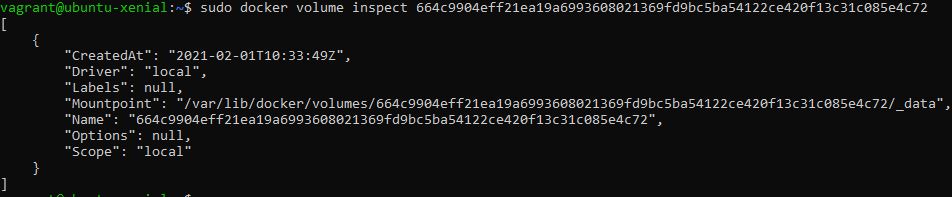 vagrant@ubuntu-xenial:~$ sudo docker volume inspect 664c9904eff21ea19a6993608021369fd9bc5ba54122ce420f13c31c085e4c72
[
    {
        "CreatedAt": "2021-02-01T10:33:49Z",
        "Driver": "local",
        "Labels": null,
        "Mountpoint": "/var/lib/docker/volumes/664c9904eff21ea19a6993608021369fd9bc5ba54122ce420f13c31c085e4c72/_data",
        "Name": "664c9904eff21ea19a6993608021369fd9bc5ba54122ce420f13c31c085e4c72",
        "Options": null,
        "Scope": "local"
    }
]